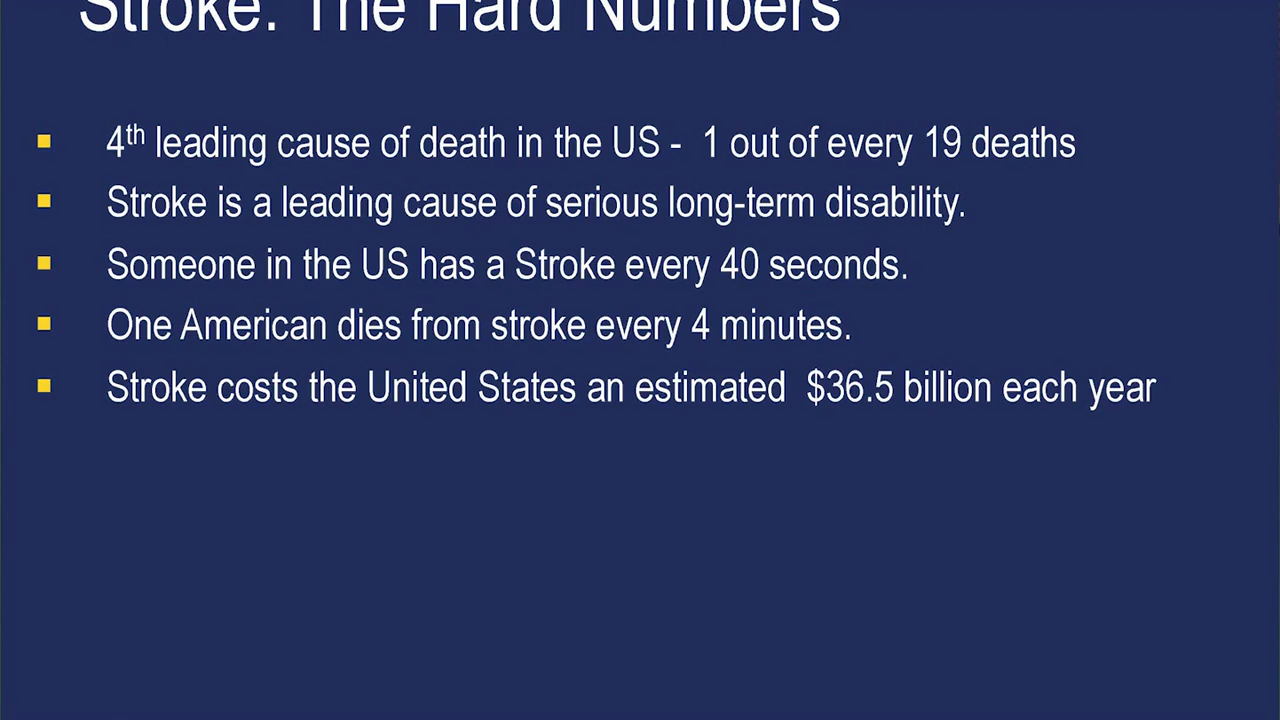 Stroke: The Hard Numbers
4th leading cause of death in the US - 1 out of every 19 deaths
Stroke is a leading cause of serious long-term disability.
Someone in the US has a Stroke every 40 seconds.
One American dies from stroke every 4 minutes.
Stroke costs the United States an estimated $36.5 billion each year